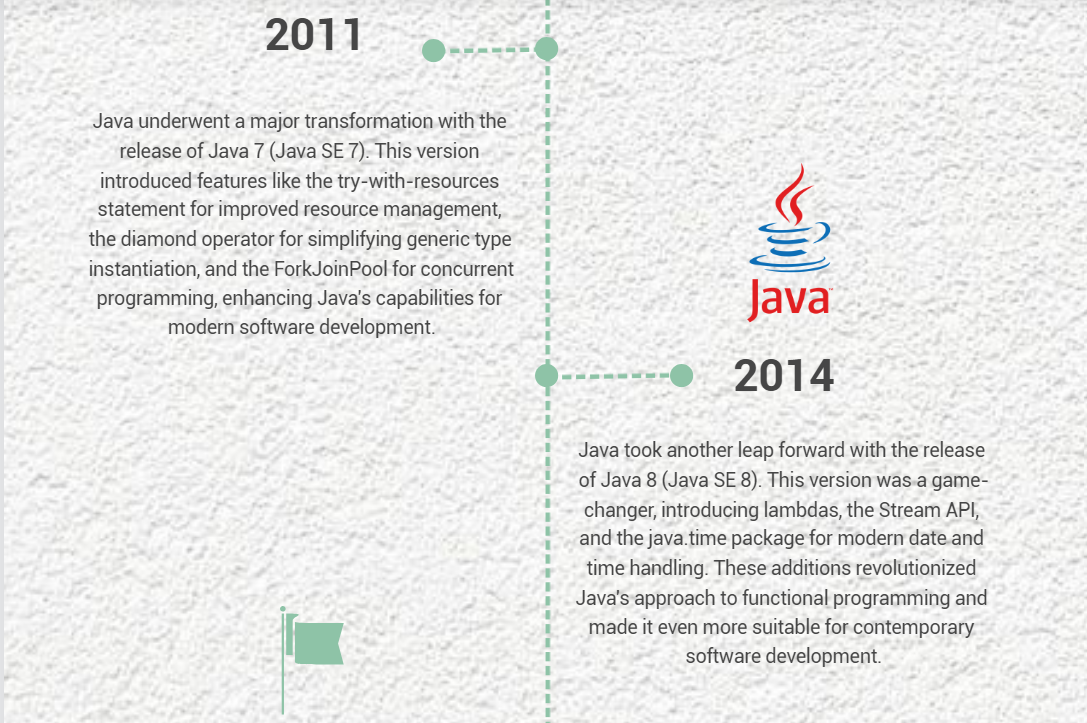 2011
Java underwent a major transformation with the
release of Java 7 (Java SE 7). This version
introduced features like the try-with-resources
statement for improved resource management,
the diamond operator for simplifying generic type
instantiation, and the ForkJoinPool for concurrent
programming, enhancing Java's capabilities for
modern software development.
Java™
2014
Java took another leap forward with the release
of Java 8 (Java SE 8). This version was a game-
changer, introducing lambdas, the Stream API,
and the java.time package for modern date and
time handling. These additions revolutionized
Java's approach to functional programming and
made it even more suitable for contemporary
software development.